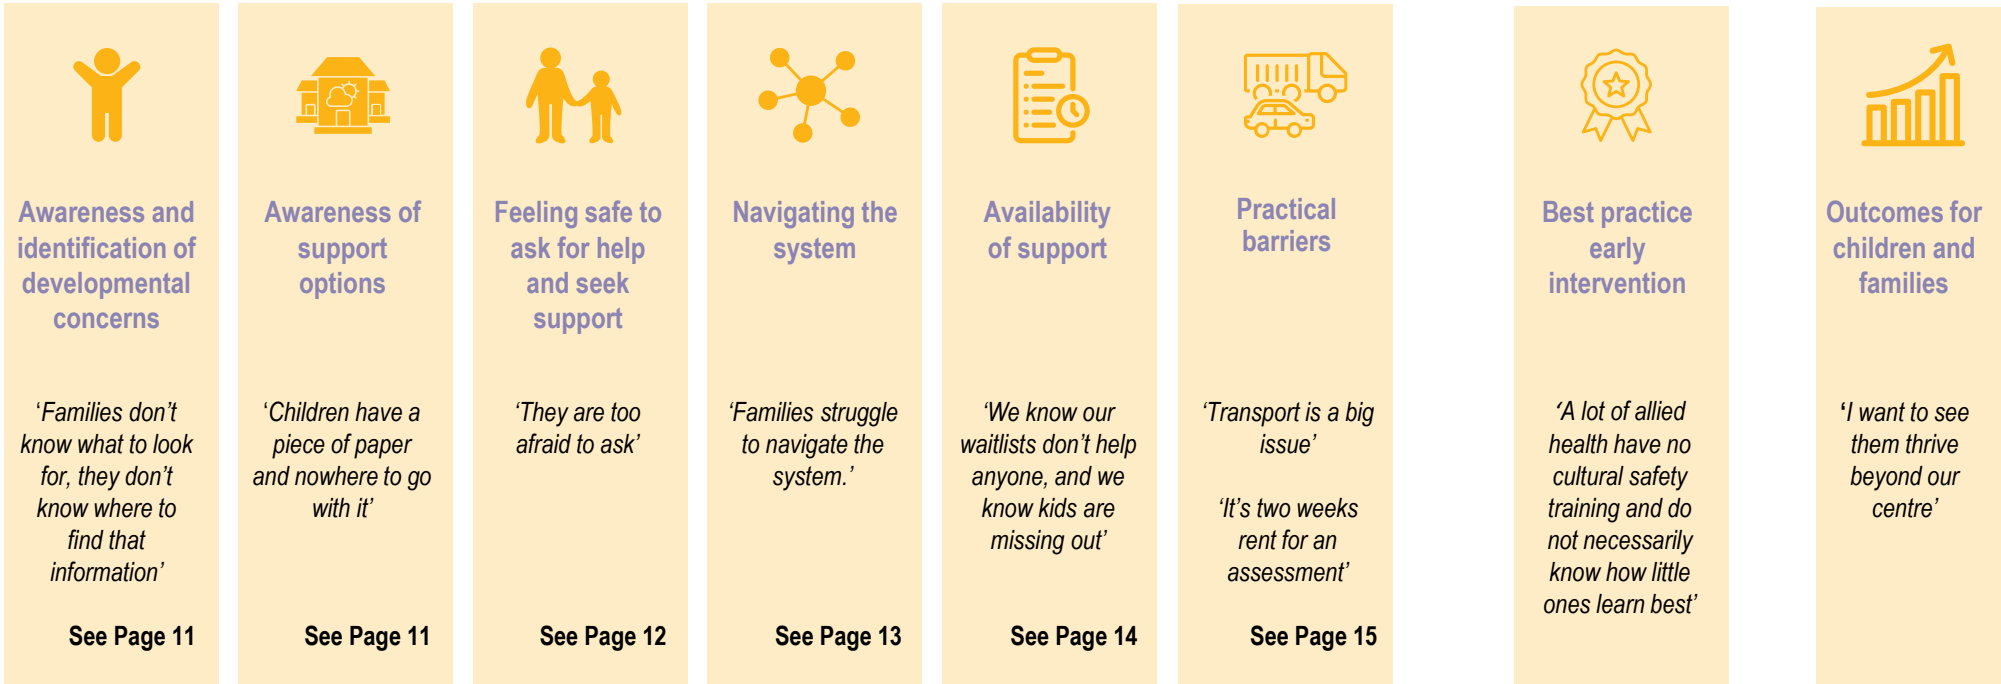 Awareness and
identification of
developmental
concerns
‘Families don’t
know what to look
for, they don’t
know where to
find that
information’
See Page 11
Awareness of
support
options
‘Children have a
piece of paper
and nowhere to go
with it’
See Page 11
Feeling safe to
ask for help
and seek
support
‘They are too
afraid to ask’
See Page 12
Navigating the
system
‘Families struggle
to navigate the
system.’
See Page 13
Availability
of support
‘We know our
waitlists don’t help
anyone, and we
know kids are
missing out’
See Page 14
Practical
barriers
‘Transport is a big
issue’
‘It’s two weeks
rent for an
assessment’
See Page 15
Best practice
early
intervention
‘A lot of allied
health have no
cultural safety
training and do
not necessarily
know how little
ones learn best’
Outcomes for
children and
families
‘I want to see
them thrive
beyond our
centre’